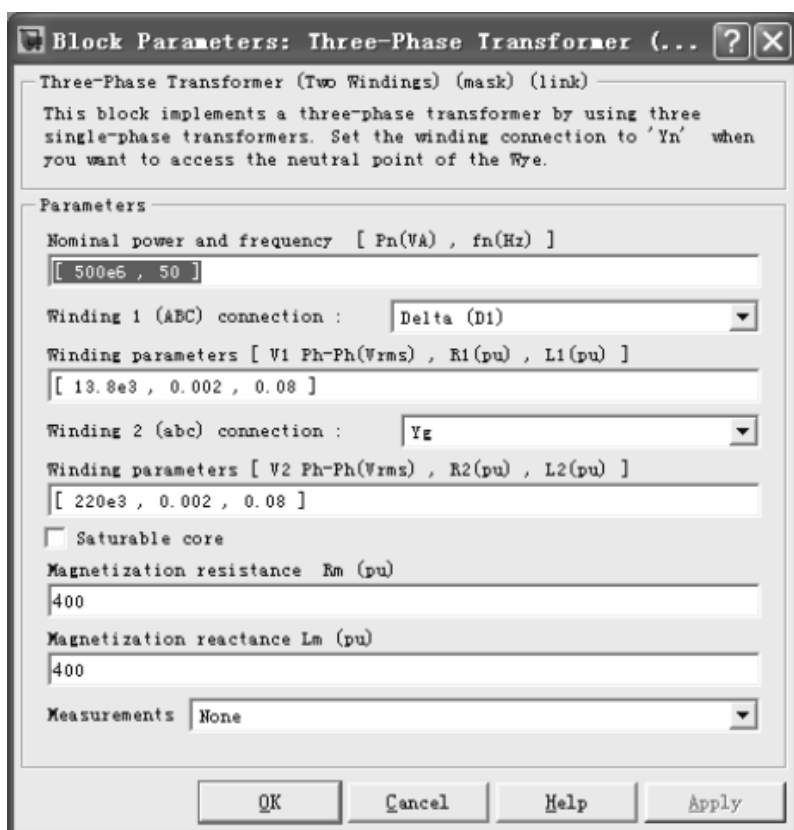 Block Parameters: Three-Phase Transformer (...
Three-Phase Transformer (Two Windings) (mask) (link)
This block implements a three-phase transformer by using three
single-phase transformers. Set the winding connection to 'Yn' when
you want to access the neutral point of the Wye.
Parameters
Nominal power and frequency [ Pn(VA) , fn(Hz) ]
[ 500e6 , 50 ]
Winding 1 (ABC) connection : Delta (D1)
Winding parameters [ V1 Ph-Ph(Vrms) , R1(pu) , L1(pu) ]
[ 13.8e3 , 0.002 , 0.08 ]
Winding 2 (abc) connection : Yg
Winding parameters [ V2 Ph-Ph(Vrms) , R2(pu) , L2(pu) ]
[ 220e3 , 0.002 , 0.08 ]
Saturable core
Magnetization resistance Rm (pu)
400
Magnetization reactance Lm (pu)
400
Measurements None
OK Cancel Help Apply